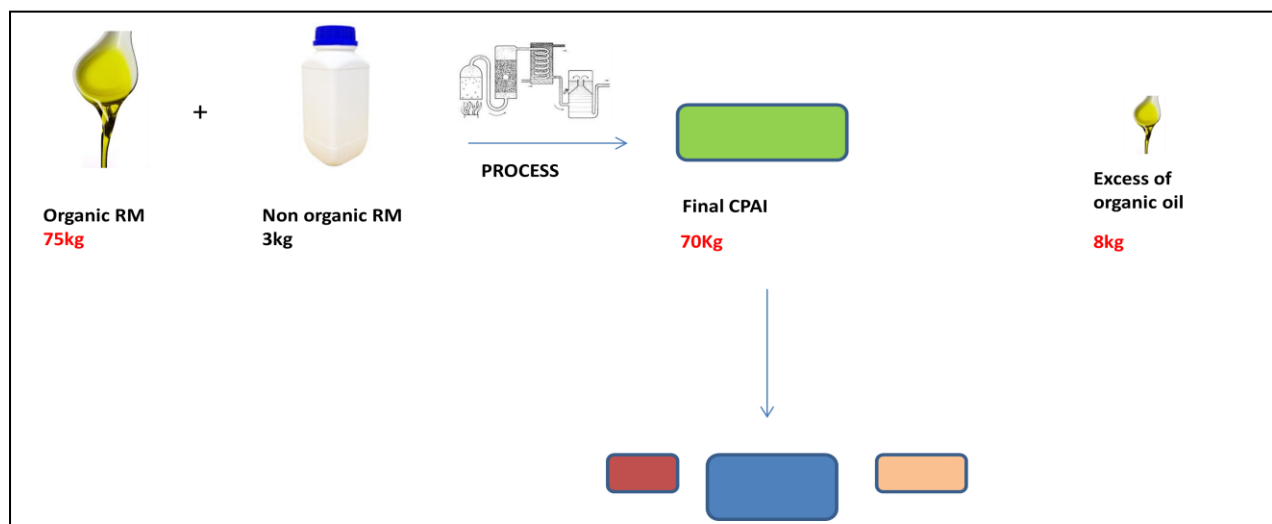 +
PROCESS
Organic RM
75kg
Non organic RM
3kg
Final CPAI
70Kg
Excess of
organic oil
8kg